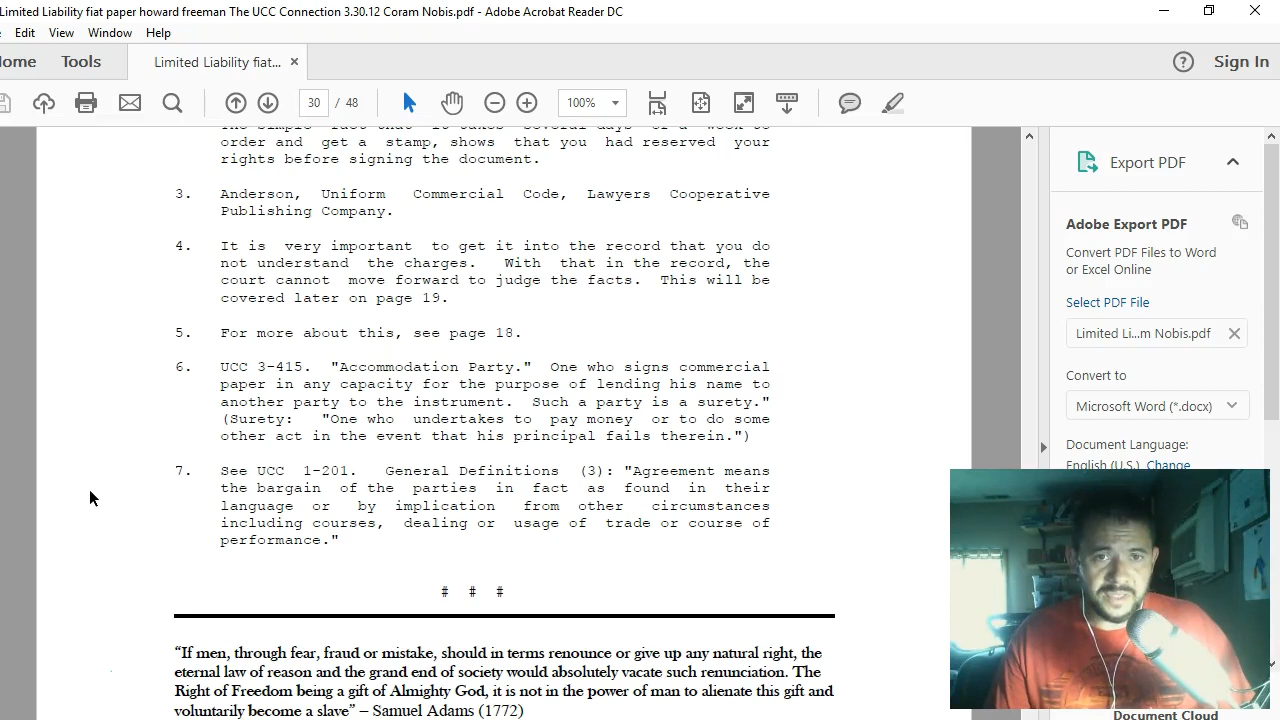 Limited Liability fiat paper howard freeman The UCC Connection 3.30.12 Coram Nobis.pdf - Adobe Acrobat Reader DC
Edit View Window Help
ome Tools Limited Liability fiat... × Sign In
30 / 48 100%
The simple fact that it takes several days or a week to
order and get a stamp, shows that you had reserved your
rights before signing the document.
3. Anderson, Uniform Commercial Code, Lawyers Cooperative
Publishing Company.
4. It is very important to get it into the record that you do
not understand the charges. With that in the record, the
court cannot move forward to judge the facts. This will be
covered later on page 19.
5. For more about this, see page 18.
6. UCC 3-415. "Accommodation Party." One who signs commercial
paper in any capacity for the purpose of lending his name to
another party to the instrument. Such a party is a surety."
(Surety: "One who undertakes to pay money or to do some
other act in the event that his principal fails therein.")
7. See UCC 1-201. General Definitions (3): "Agreement means
the bargain of the parties in fact as found in their
language or by implication from other circumstances
including courses, dealing or usage of trade or course of
performance."
# # #
“If men, through fear, fraud or mistake, should in terms renounce or give up any natural right, the
eternal law of reason and the grand end of society would absolutely vacate such renunciation. The
Right of Freedom being a gift of Almighty God, it is not in the power of man to alienate this gift and
voluntarily become a slave” – Samuel Adams (1772)
Export PDF
Adobe Export PDF
Convert PDF Files to Word
or Excel Online
Select PDF File
Limited Li...m Nobis.pdf
Convert to
Microsoft Word (*.docx)
Document Language:
English (U.S.) Change
Document Cloud